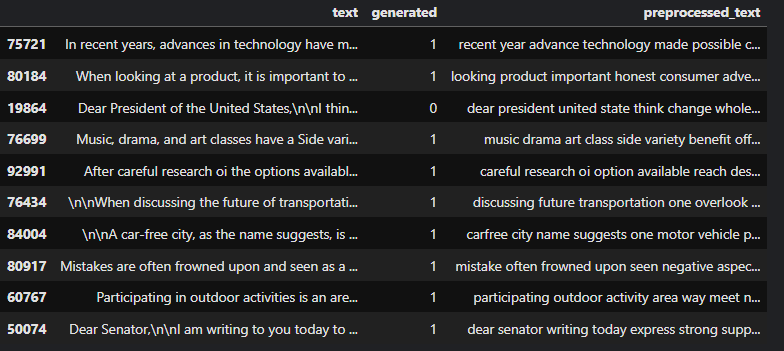 text generated preprocessed_text
75721 In recent years, advances in technology have m... 1 recent year advance technology made possible c...
80184 When looking at a product, it is important to ... 1 looking product important honest consumer adve...
19864 Dear President of the United States,\n\nI thin... 0 dear president united state think change whole...
76699 Music, drama, and art classes have a Side vari... 1 music drama art class side variety benefit off...
92991 After careful research oi the options availabl... 1 careful research oi option available reach des...
76434 \n\nWhen discussing the future of transportati... 1 discussing future transportation one overlook ...
84004 \n\nA car-free city, as the name suggests, is ... 1 carfree city name suggests one motor vehicle p...
80917 Mistakes are often frowned upon and seen as a ... 1 mistake often frowned upon seen negative aspec...
60767 Participating in outdoor activities is an are... 1 participating outdoor activity area way meet n...
50074 Dear Senator,\n\nI am writing to you today to ... 1 dear senator writing today express strong supp...